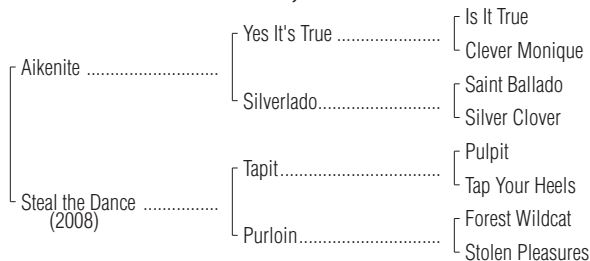 Is It True
Yes It's True ......................
Clever Monique
Aikenite ............................
Saint Ballado
Silverlado..........................
Silver Clover
Pulpit
Tapit..................................
Tap Your Heels
Steal the Dance ................
(2008)
Forest Wildcat
Purloin..............................
Stolen Pleasures